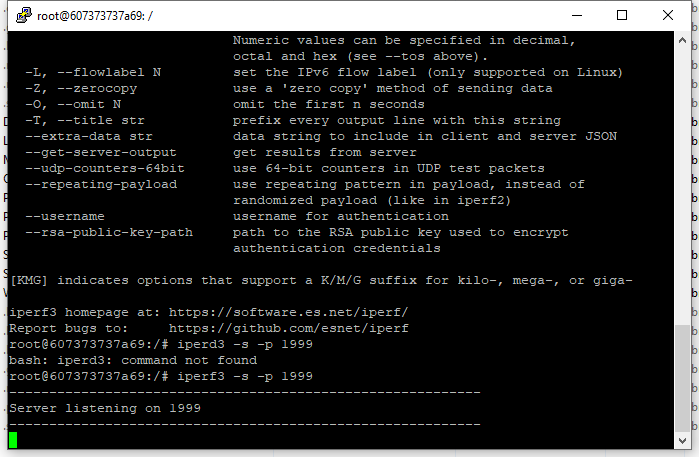 root@607373737a69: /
Numeric values can be specified in decimal,
octal and hex (see --tos above).
-L, --flowlabel N set the IPv6 flow label (only supported on Linux)
-Z, --zerocopy use a 'zero copy' method of sending data
-O, --omit N omit the first n seconds
-T, --title str prefix every output line with this string
--extra-data str data string to include in client and server JSON
--get-server-output get results from server
--udp-counters-64bit use 64-bit counters in UDP test packets
--repeating-payload use repeating pattern in payload, instead of
randomized payload (like in iperf2)
--username username for authentication
--rsa-public-key-path path to the RSA public key used to encrypt
authentication credentials
[KMG] indicates options that support a K/M/G suffix for kilo-, mega-, or giga-
iperf3 homepage at: https://software.es.net/iperf/
Report bugs to: https://github.com/esnet/iperf
root@607373737a69:/# iperd3 -s -p 1999
bash: iperd3: command not found
root@607373737a69:/# iperf3 -s -p 1999
-----------------------------------------------------------
Server listening on 1999
-----------------------------------------------------------